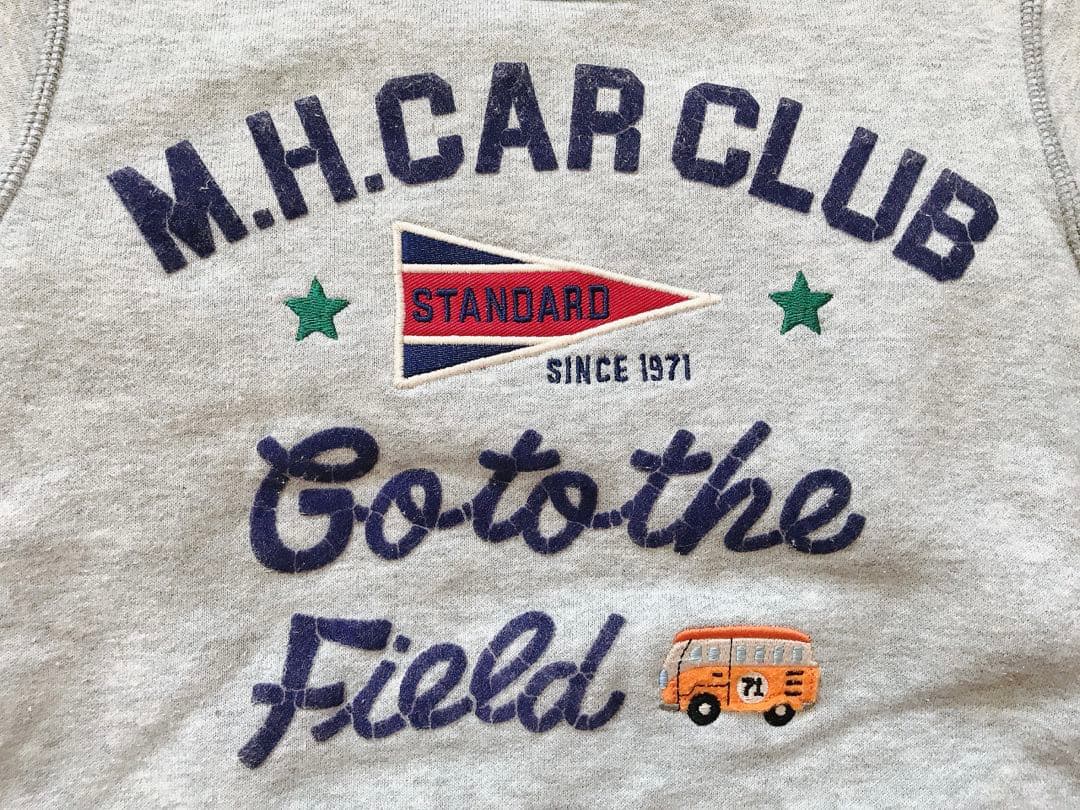 M.H.CAR CLUB
STANDARD
SINCE 1971
Go to the
Field
71